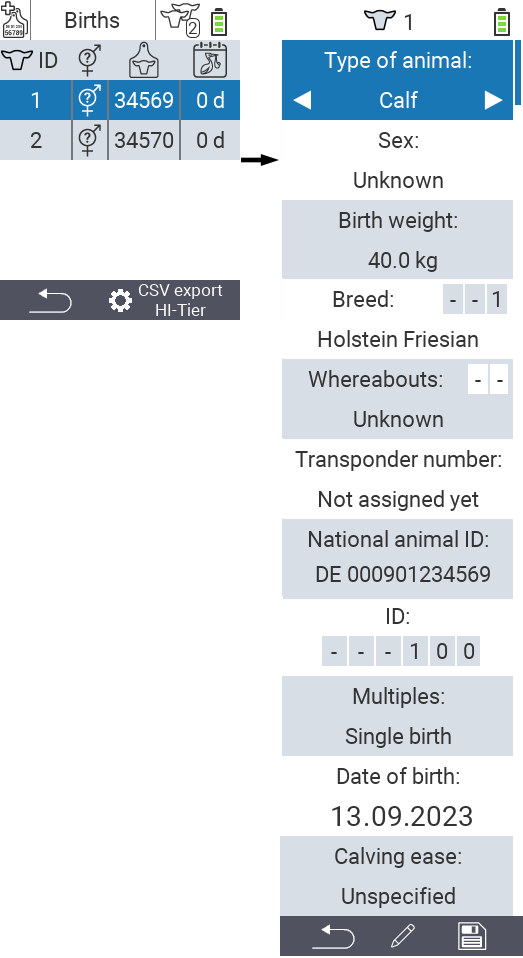 56789
Births
2
ID
1
34569
0 d
2
34570
0 d
CSV export
HI-Tier
1
Type of animal:
Calf
Sex:
Unknown
Birth weight:
40.0 kg
Breed: - - 1
Holstein Friesian
Whereabouts: - -
Unknown
Transponder number:
Not assigned yet
National animal ID:
DE 000901234569
ID:
- - - 1 0 0
Multiples:
Single birth
Date of birth:
13.09.2023
Calving ease:
Unspecified